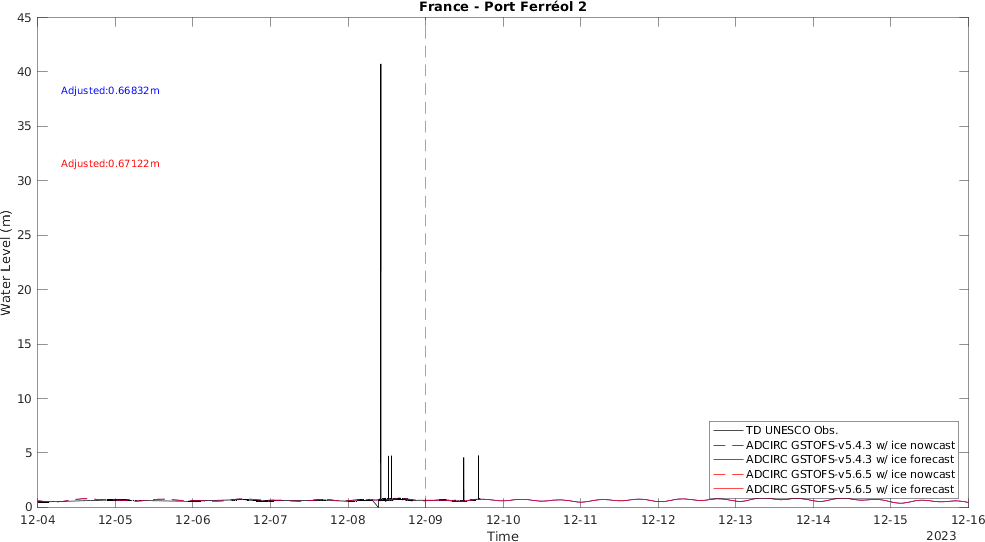 France - Port Ferréol 2
45
40
35
30
25
20
15
10
5
0
Water Level (m)
Adjusted:0.66832m
Adjusted:0.67122m
TD UNESCO Obs.
ADCIRC GSTOFS-v5.4.3 w/ ice nowcast
ADCIRC GSTOFS-v5.4.3 w/ ice forecast
ADCIRC GSTOFS-v5.6.5 w/ ice nowcast
ADCIRC GSTOFS-v5.6.5 w/ ice forecast
12-04 12-05 12-06 12-07 12-08 12-09 12-10 12-11 12-12 12-13 12-14 12-15 12-16
Time
2023